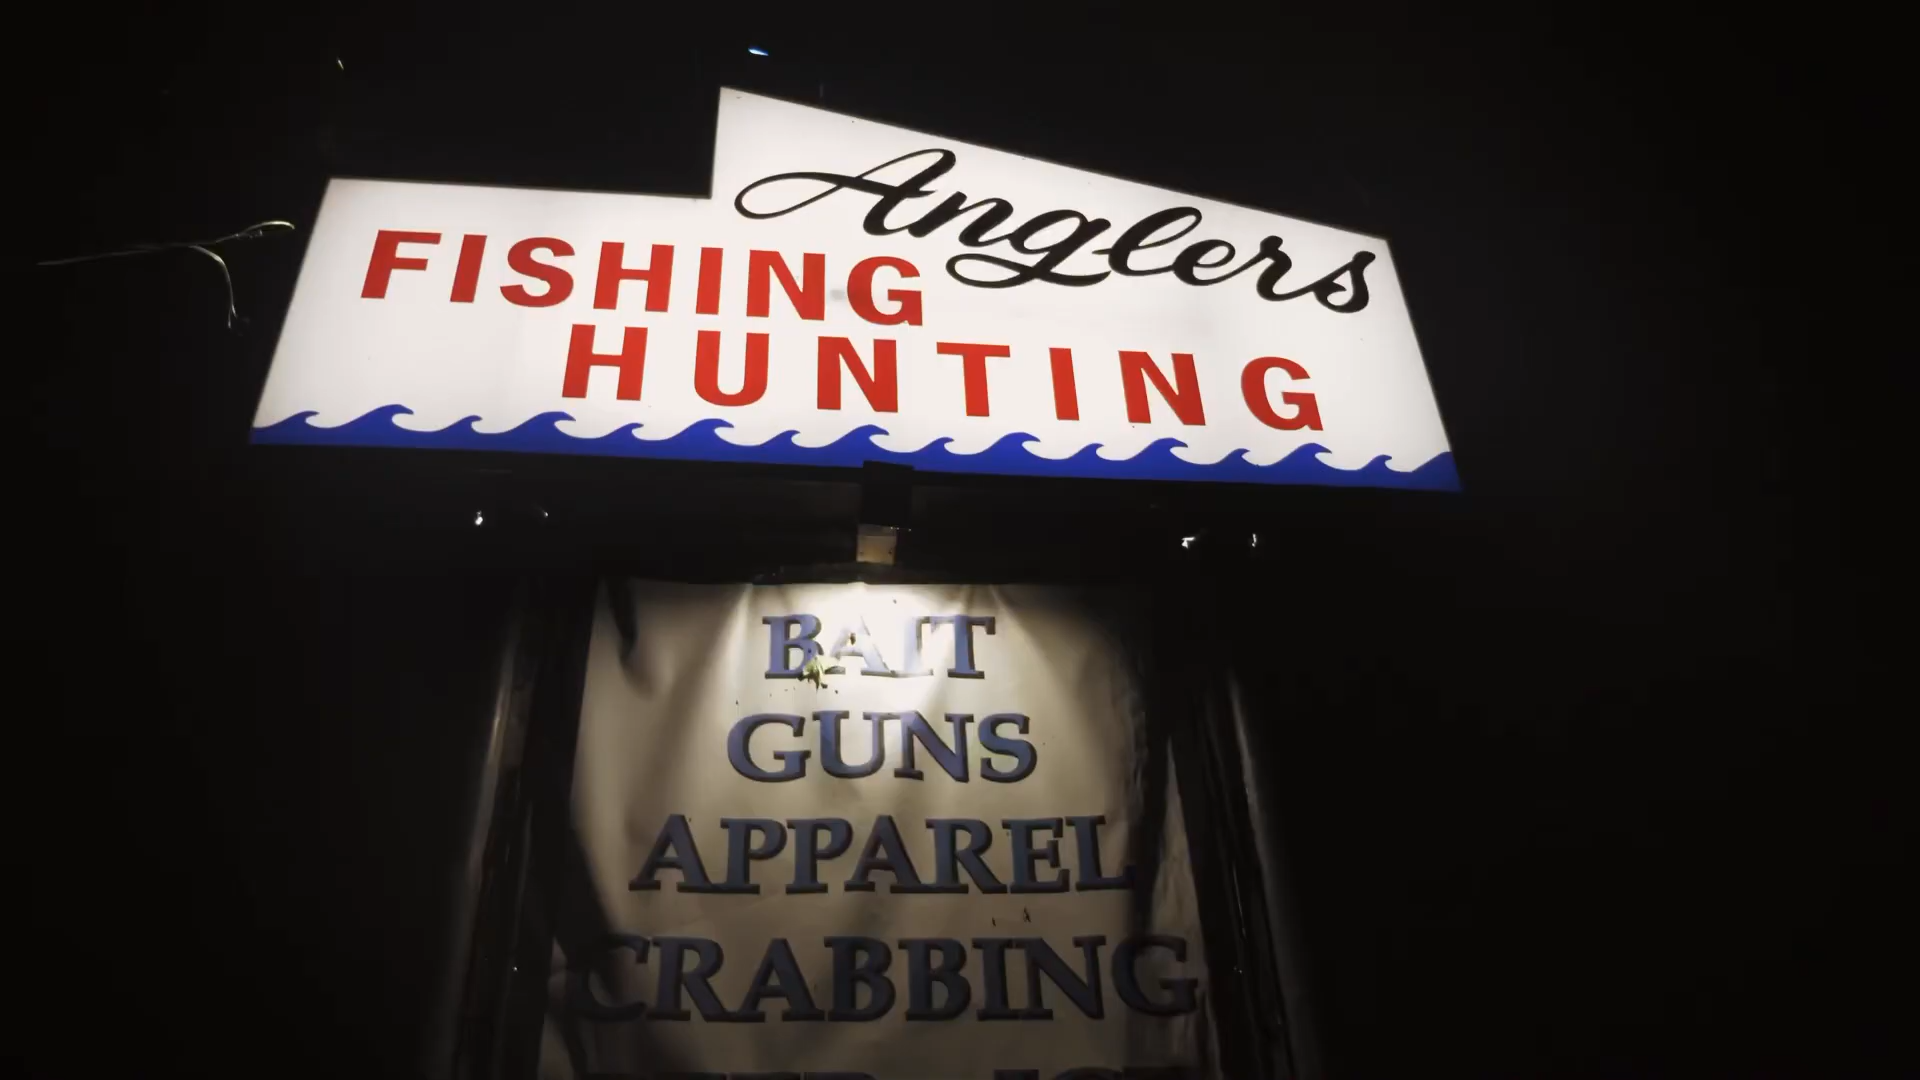 Anglers
FISHING
HUNTING
BAIT
GUNS
APPAREL
CRABBING